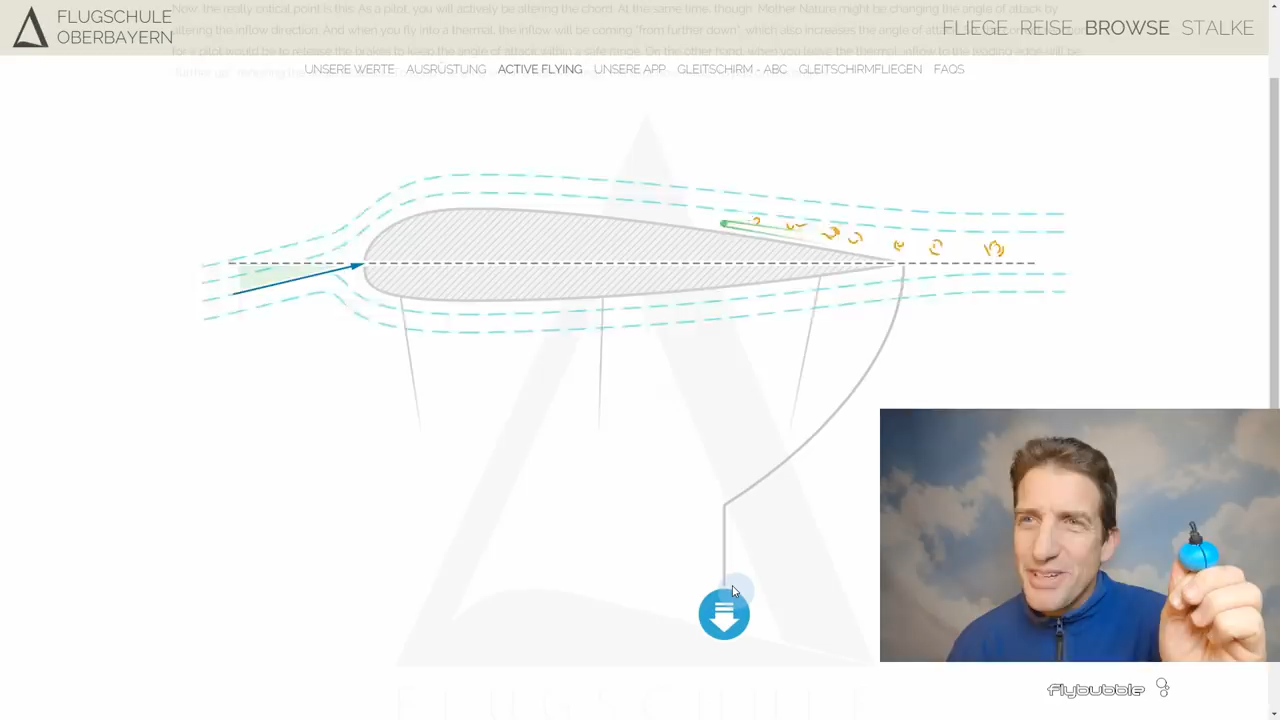 Now, the really critical point is this: As a pilot, you will actively be altering the chord. At the same time, though, Mother Nature might be changing the angle of attack by
altering the inflow direction. And when you fly into a thermal, the inflow will be coming "from further down", which also increases the angle of
for a pilot would be to release the brakes to keep the angle of attack within a safe range. On the other hand, when you leave the thermal, inflow to the leading edge will be
"further up"
FLUGSCHULE
OBERBAYERN
FLIEGE REISE BROWSE STALKE
UNSERE WERTE AUSRÜSTUNG ACTIVE FLYING UNSERE APP GLEITSCHIRM - ABC GLEITSCHIRMFLIEGEN FAQS
flybubble
FLUGSCHULE